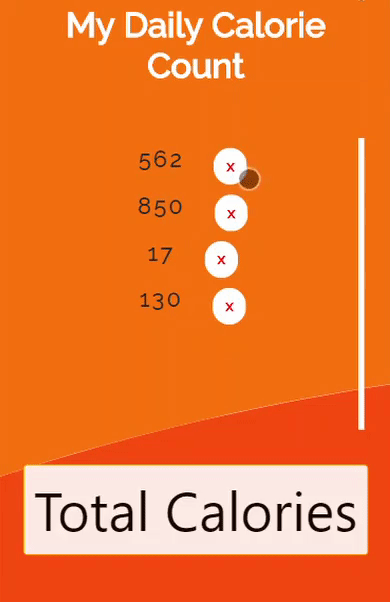 My Daily Calorie
Count
562 x
850 x
17 x
130 x
Total Calories